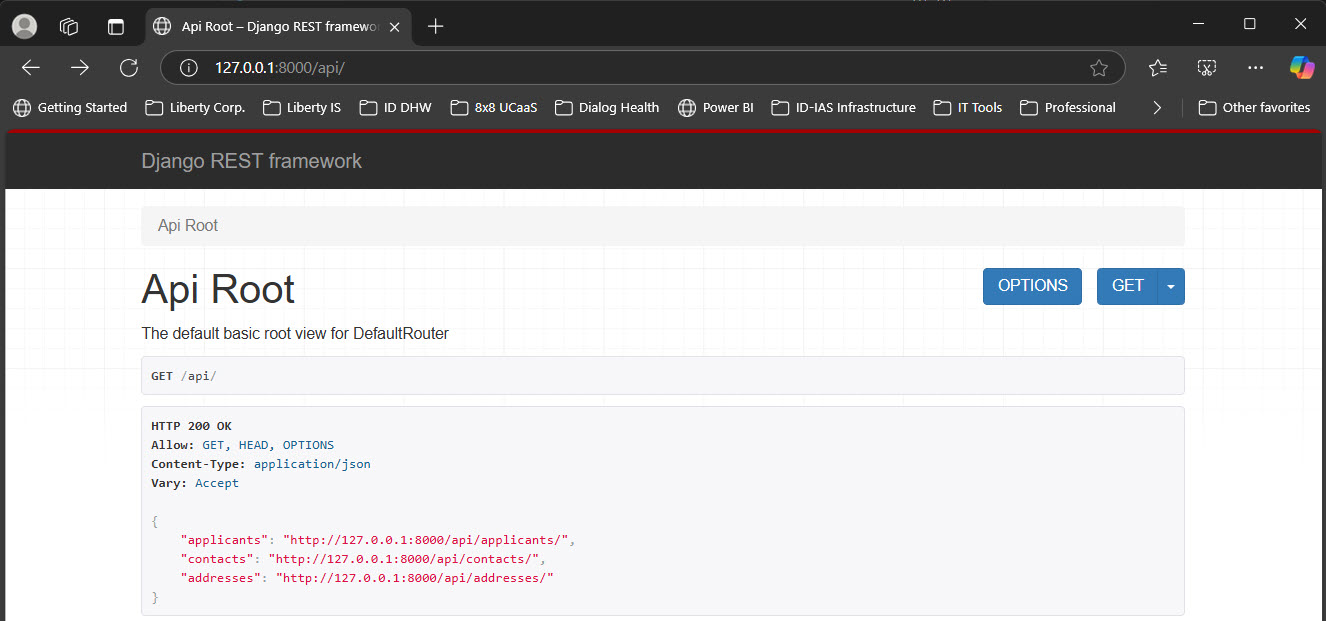 Api Root – Django REST framewo
127.0.0.1:8000/api/
Getting Started Liberty Corp. Liberty IS ID DHW 8x8 UCaaS Dialog Health Power BI ID-IAS Infrastructure IT Tools Professional Other favorites
Django REST framework
Api Root
Api Root
OPTIONS GET
The default basic root view for DefaultRouter
GET /api/
HTTP 200 OK
Allow: GET, HEAD, OPTIONS
Content-Type: application/json
Vary: Accept
{
"applicants": "http://127.0.0.1:8000/api/applicants/",
"contacts": "http://127.0.0.1:8000/api/contacts/",
"addresses": "http://127.0.0.1:8000/api/addresses/"
}